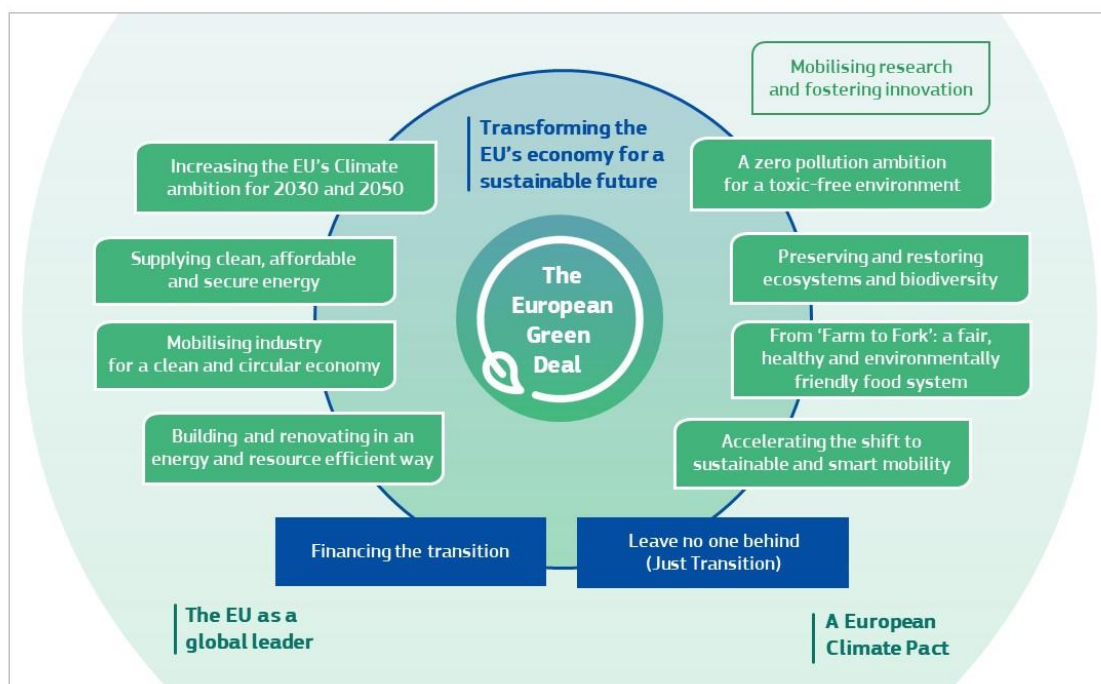 Mobilising research
and fostering innovation
Transforming the
EU's economy for a
sustainable future
Increasing the EU's Climate
ambition for 2030 and 2050
A zero pollution ambition
for a toxic-free environment
Supplying clean, affordable
and secure energy
Preserving and restoring
ecosystems and biodiversity
The
European
Green
Deal
Mobilising industry
for a clean and circular economy
From ‘Farm to Fork’: a fair,
healthy and environmentally
friendly food system
Building and renovating in an
energy and resource efficient way
Accelerating the shift to
sustainable and smart mobility
Financing the transition
Leave no one behind
(Just Transition)
The EU as a
global leader
A European
Climate Pact